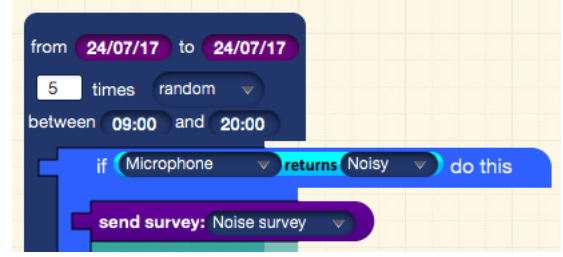 from 24/07/17 to 24/07/17
5 times random
between 09:00 and 20:00
if Microphone returns Noisy do this
send survey: Noise survey